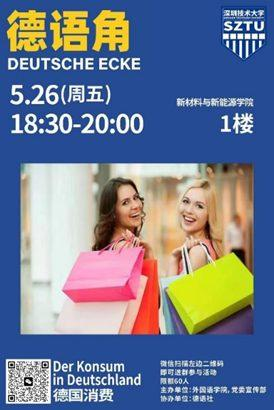 德语角
DEUTSCHE ECKE
深圳技术大学
SZTU
5.26(周五)
18:30-20:00
新材料与新能源学院
1楼
Der Konsum
in Deutschland
德国消费
微信扫描左边二维码
即可进群参与活动
限额60人
主办单位:外国语学院,党委宣传部
协办单位:德语社